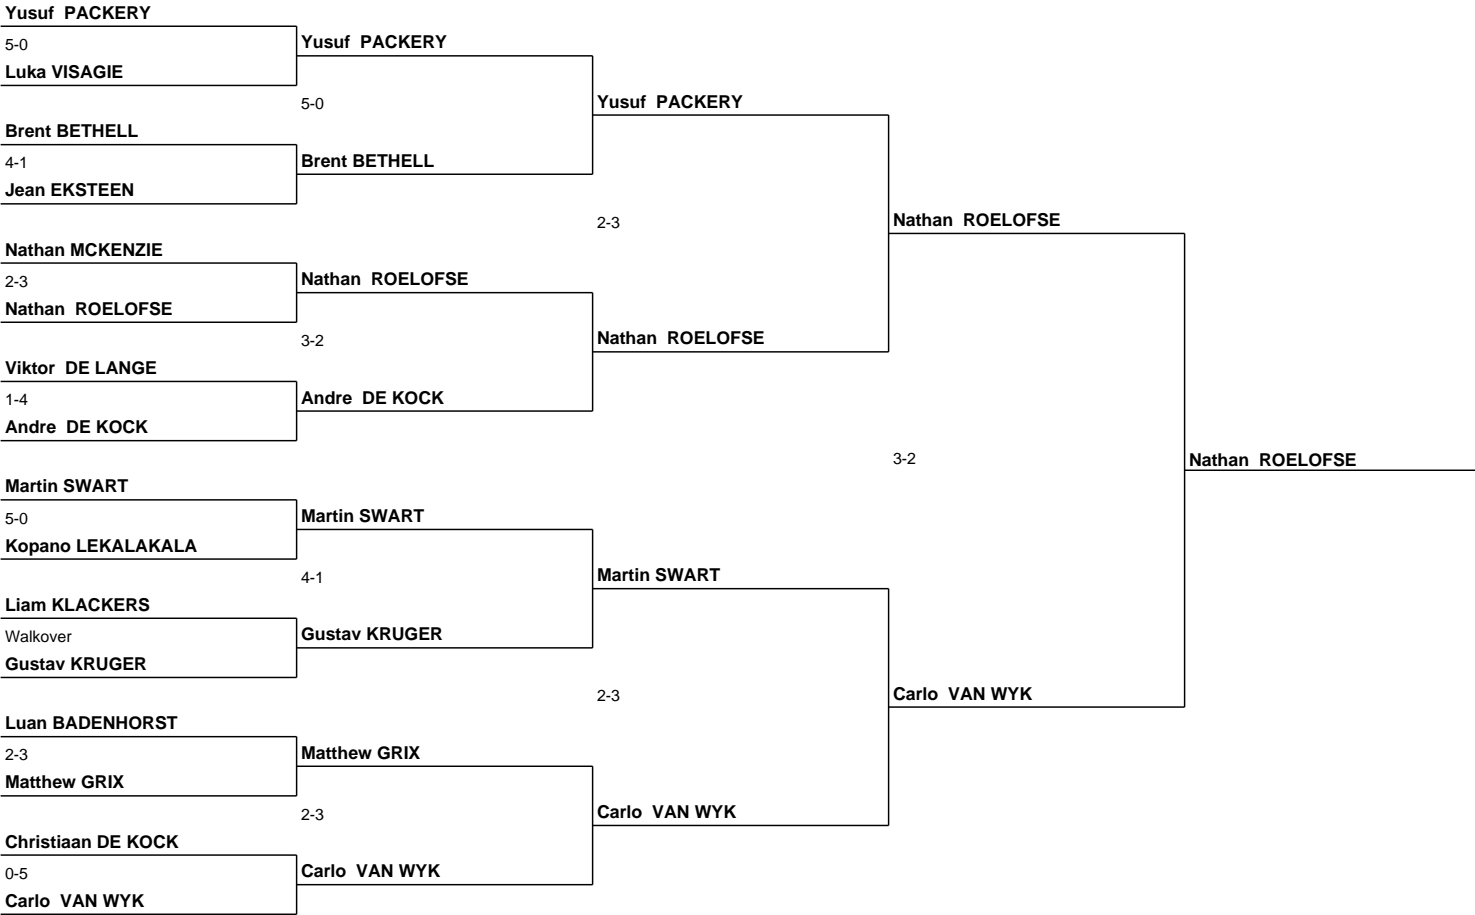 Yusuf  PACKERY
5-0
Luka VISAGIE
Brent BETHELL
4-1
Jean EKSTEEN
Nathan MCKENZIE
2-3
Nathan  ROELOFSE
Viktor  DE LANGE
1-4
Andre  DE KOCK
Martin SWART
5-0
Kopano LEKALAKALA
Liam KLACKERS
Walkover
Gustav KRUGER
Luan BADENHORST
2-3
Matthew GRIX
Christiaan DE KOCK
0-5
Carlo  VAN WYK
Yusuf  PACKERY
5-0
Brent BETHELL
Nathan  ROELOFSE
3-2
Andre  DE KOCK
Martin SWART
4-1
Gustav KRUGER
Matthew GRIX
2-3
Carlo  VAN WYK
Yusuf  PACKERY
2-3
Nathan  ROELOFSE
Martin SWART
2-3
Carlo  VAN WYK
Nathan  ROELOFSE
3-2
Carlo  VAN WYK
Nathan  ROELOFSE